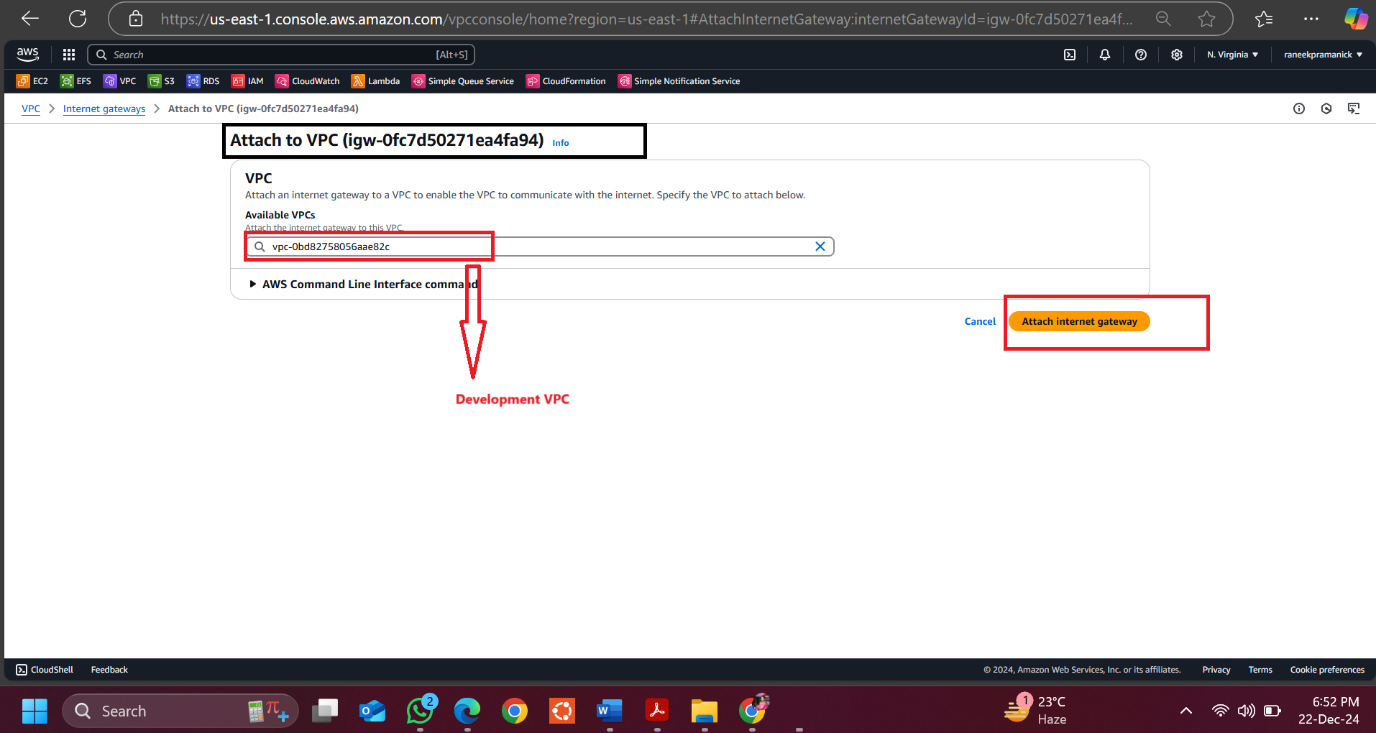 https://us-east-1.console.aws.amazon.com/vpcconsole/home?region=us-east-1#AttachInternetGateway:internetGatewayId=igw-0fc7d50271ea4f...
aws Search [Alt+S] N. Virginia raneekpramanick
EC2 EFS VPC S3 RDS IAM CloudWatch Lambda Simple Queue Service CloudFormation Simple Notification Service
VPC > Internet gateways > Attach to VPC (igw-0fc7d50271ea4fa94)
Attach to VPC (igw-0fc7d50271ea4fa94) Info
VPC
Attach an internet gateway to a VPC to enable the VPC to communicate with the internet. Specify the VPC to attach below.
Available VPCs
Attach the internet gateway to this VPC.
vpc-0bd82758056aae82c
AWS Command Line Interface command
Cancel Attach internet gateway
Development VPC
CloudShell Feedback © 2024, Amazon Web Services, Inc. or its affiliates. Privacy Terms Cookie preferences
Search 2 1 23°C 6:52 PM
Haze 22-Dec-24